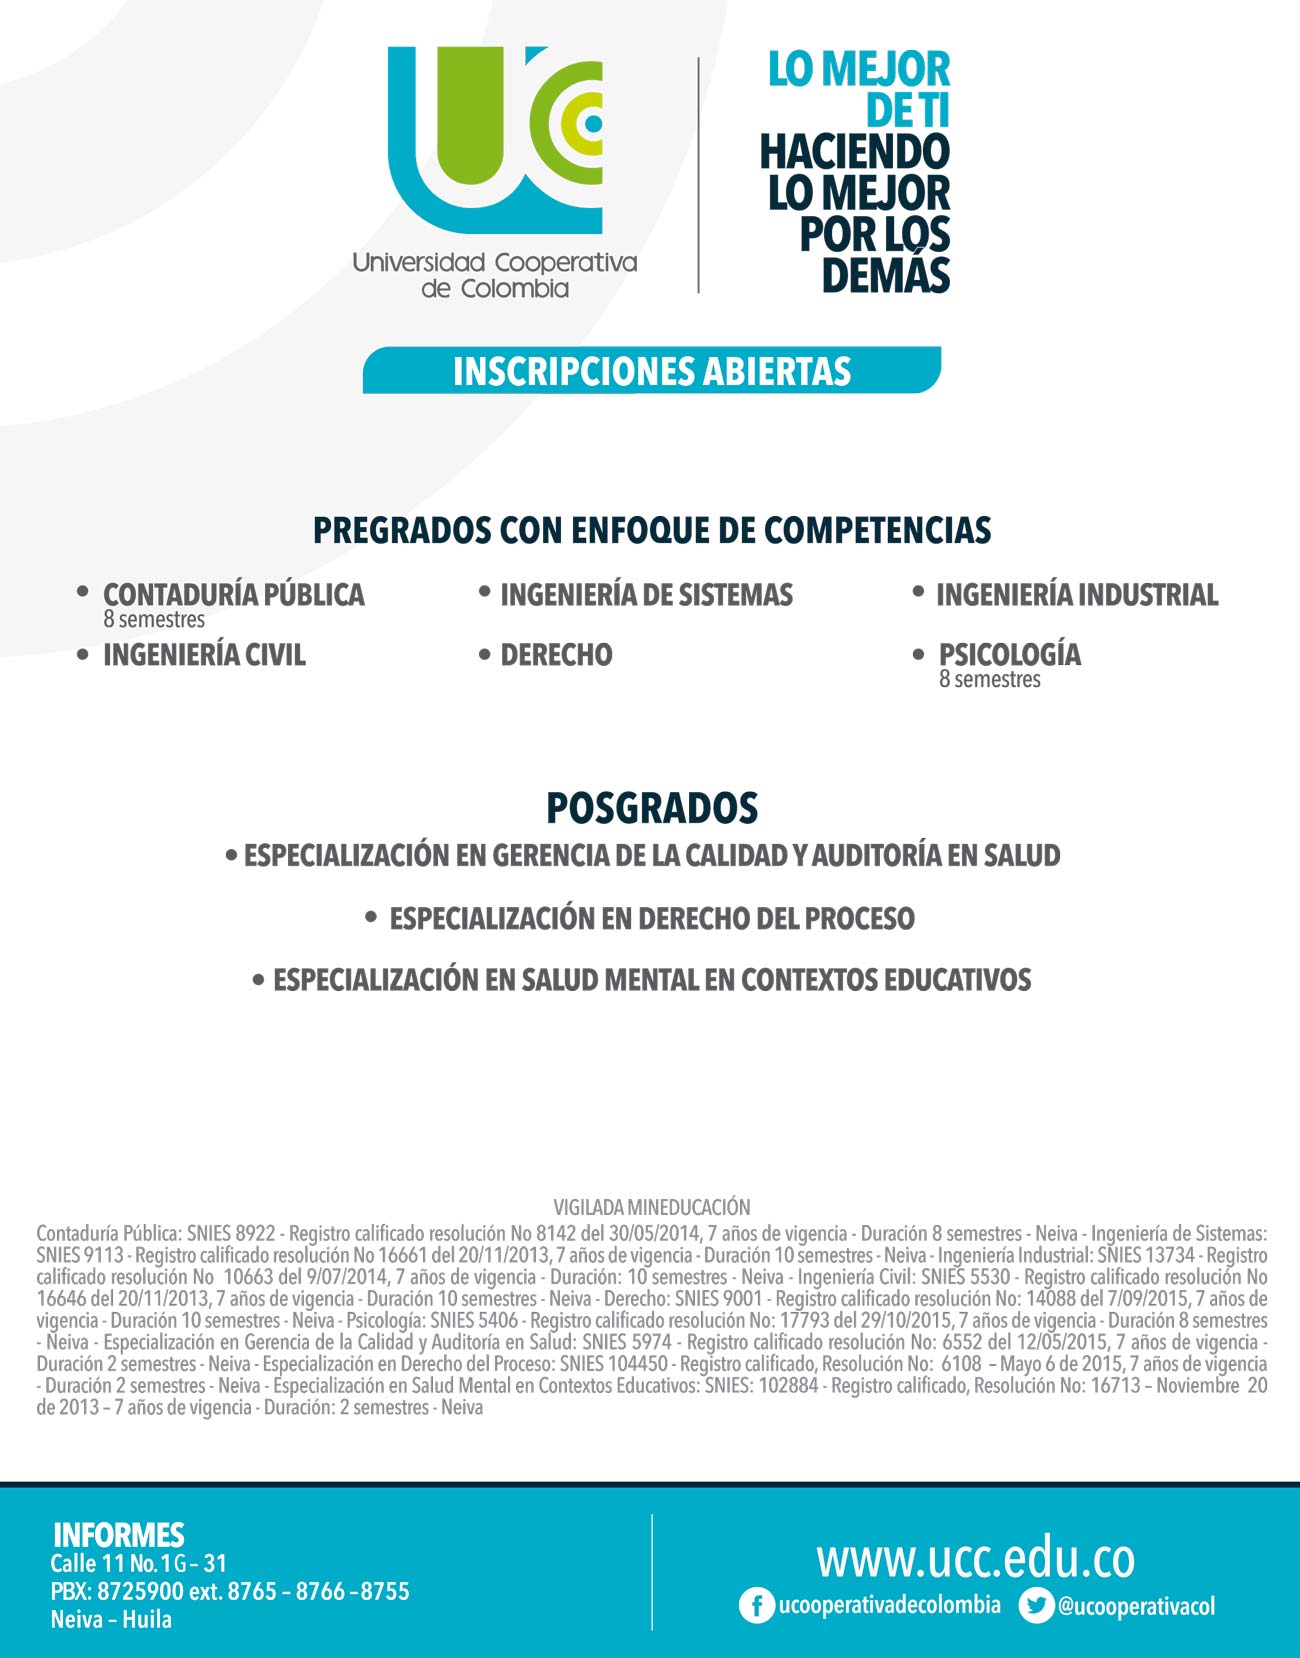 UC
Universidad Cooperativa
de Colombia
LO MEJOR
DE TI
HACIENDO
LO MEJOR
POR LOS
DEMÁS
INSCRIPCIONES ABIERTAS
PREGRADOS CON ENFOQUE DE COMPETENCIAS
• CONTADURÍA PÚBLICA
8 semestres
• INGENIERÍA DE SISTEMAS
• INGENIERÍA INDUSTRIAL
• INGENIERÍA CIVIL
• DERECHO
• PSICOLOGÍA
8 semestres
POSGRADOS
• ESPECIALIZACIÓN EN GERENCIA DE LA CALIDAD Y AUDITORÍA EN SALUD
• ESPECIALIZACIÓN EN DERECHO DEL PROCESO
• ESPECIALIZACIÓN EN SALUD MENTAL EN CONTEXTOS EDUCATIVOS
VIGILADA MINEDUCACIÓN
Contaduría Pública: SNIES 8922 - Registro calificado resolución No 8142 del 30/05/2014, 7 años de vigencia - Duración 8 semestres - Neiva - Ingeniería de Sistemas:
SNIES 9113 - Registro calificado resolución No 16661 del 20/11/2013, 7 años de vigencia - Duración 10 semestres - Neiva - Ingeniería Industrial: SNIES 13734 - Registro
calificado resolución No 10663 del 9/07/2014, 7 años de vigencia - Duración: 10 semestres - Neiva - Ingeniería Civil: SNIES 5530 - Registro calificado resolución No
16646 del 20/11/2013, 7 años de vigencia - Duración 10 semestres - Neiva - Derecho: SNIES 9001 - Registro calificado resolución No: 14088 del 7/09/2015, 7 años de
vigencia - Duración 10 semestres - Neiva - Psicología: SNIES 5406 - Registro calificado resolución No: 17793 del 29/10/2015, 7 años de vigencia - Duración 8 semestres
- Neiva - Especialización en Gerencia de la Calidad y Auditoría en Salud: SNIES 5974 - Registro calificado resolución No: 6552 del 12/05/2015, 7 años de vigencia -
Duración 2 semestres - Neiva - Especialización en Derecho del Proceso: SNIES 104450 - Registro calificado, Resolución No: 6108 – Mayo 6 de 2015, 7 años de vigencia
- Duración 2 semestres - Neiva - Especialización en Salud Mental en Contextos Educativos: SNIES: 102884 - Registro calificado, Resolución No: 16713 – Noviembre 20
de 2013 – 7 años de vigencia - Duración: 2 semestres - Neiva
INFORMES
Calle 11 No.1G – 31
PBX: 8725900 ext. 8765 – 8766 – 8755
Neiva – Huila
www.ucc.edu.co
ucooperativadecolombia @ucooperativacol